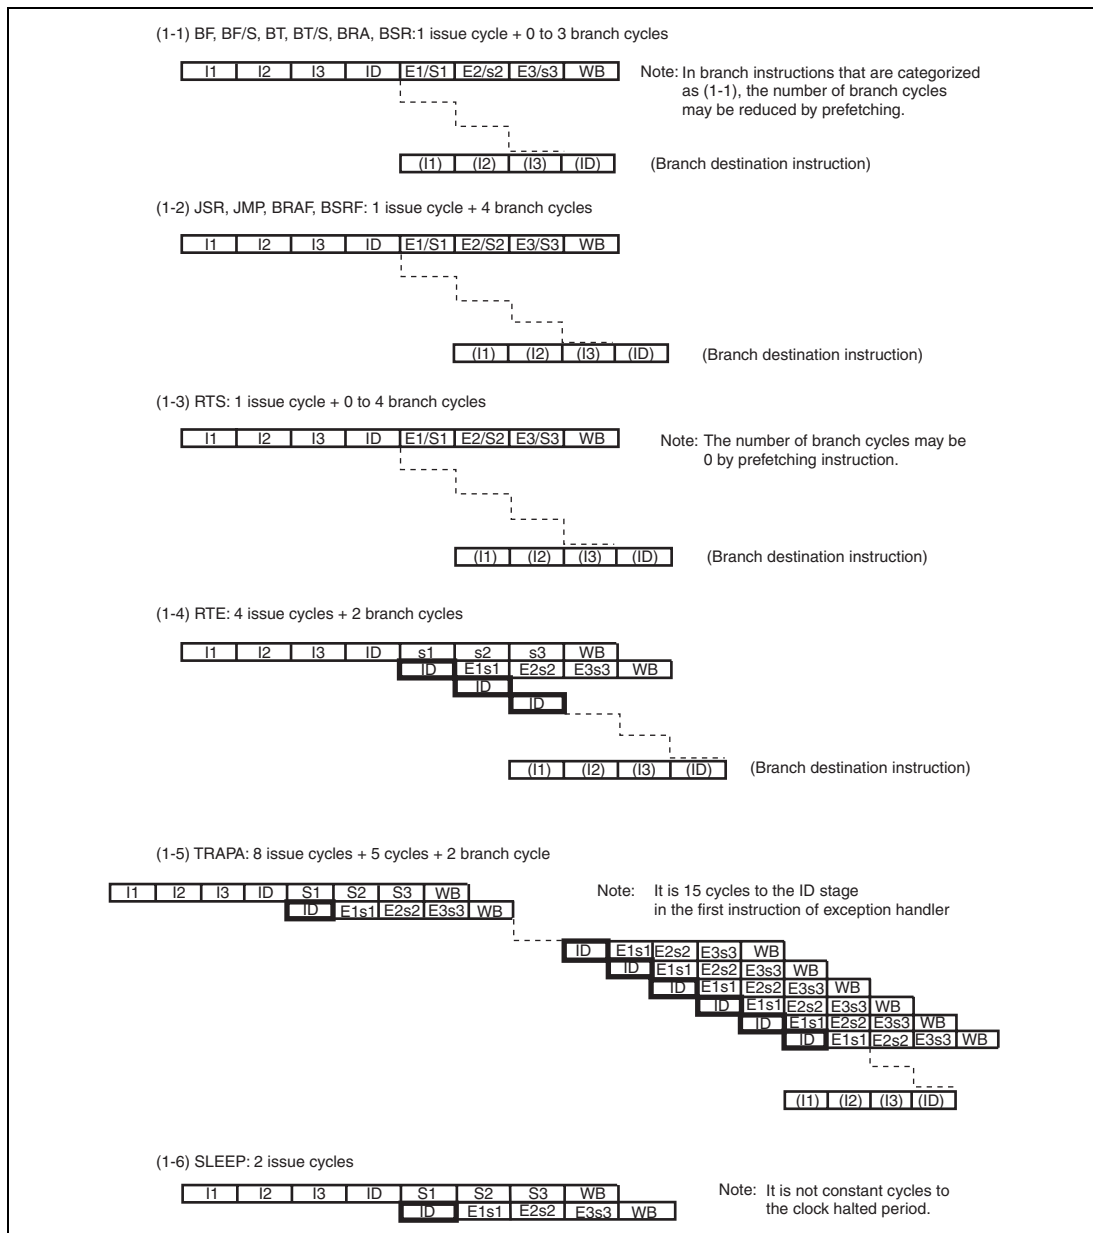 (1-1) BF, BF/S, BT, BT/S, BRA, BSR:1 issue cycle + 0 to 3 branch cycles
I1 I2 I3 ID E1/S1 E2/s2 E3/s3 WB
Note: In branch instructions that are categorized
as (1-1), the number of branch cycles
may be reduced by prefetching.
(I1) (I2) (I3) (ID) (Branch destination instruction)
(1-2) JSR, JMP, BRAF, BSRF: 1 issue cycle + 4 branch cycles
I1 I2 I3 ID E1/S1 E2/S2 E3/S3 WB
(I1) (I2) (I3) (ID) (Branch destination instruction)
(1-3) RTS: 1 issue cycle + 0 to 4 branch cycles
I1 I2 I3 ID E1/S1 E2/S2 E3/S3 WB
Note: The number of branch cycles may be
0 by prefetching instruction.
(I1) (I2) (I3) (ID) (Branch destination instruction)
(1-4) RTE: 4 issue cycles + 2 branch cycles
I1 I2 I3 ID s1 s2 s3 WB
ID E1s1 E2s2 E3s3 WB
ID
ID
(I1) (I2) (I3) (ID) (Branch destination instruction)
(1-5) TRAPA: 8 issue cycles + 5 cycles + 2 branch cycle
I1 I2 I3 ID S1 S2 S3 WB
ID E1s1 E2s2 E3s3 WB
Note: It is 15 cycles to the ID stage
in the first instruction of exception handler
ID E1s1 E2s2 E3s3 WB
ID E1s1 E2s2 E3s3 WB
ID E1s1 E2s2 E3s3 WB
ID E1s1 E2s2 E3s3 WB
ID E1s1 E2s2 E3s3 WB
ID E1s1 E2s2 E3s3 WB
(I1) (I2) (I3) (ID)
(1-6) SLEEP: 2 issue cycles
I1 I2 I3 ID S1 S2 S3 WB
ID E1s1 E2s2 E3s3 WB
Note: It is not constant cycles to
the clock halted period.